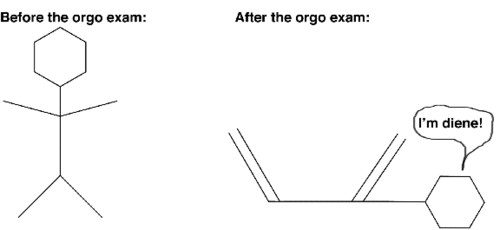 Before the orgo exam:
After the orgo exam:
I'm diene!